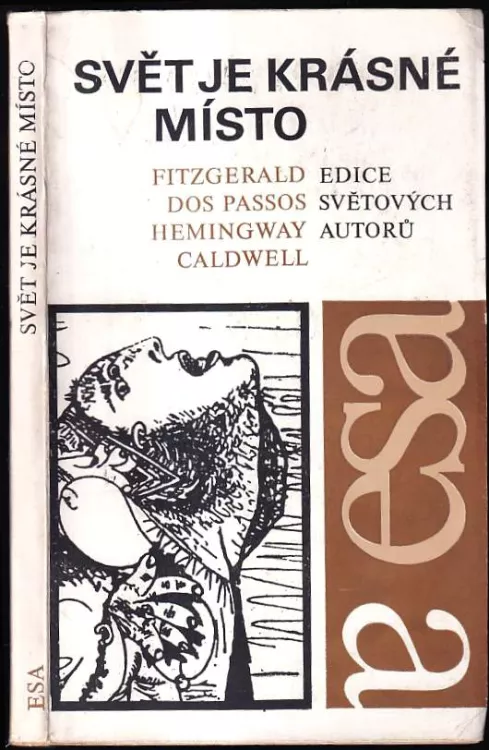 SVĚT JE KRÁSNÉ
MÍSTO
FITZGERALD
DOS PASSOS
HEMINGWAY
CALDWELL
EDICE
SVĚTOVÝCH
AUTORŮ
esa
a
SVĚT JE KRÁSNÉ MÍSTO
ESA